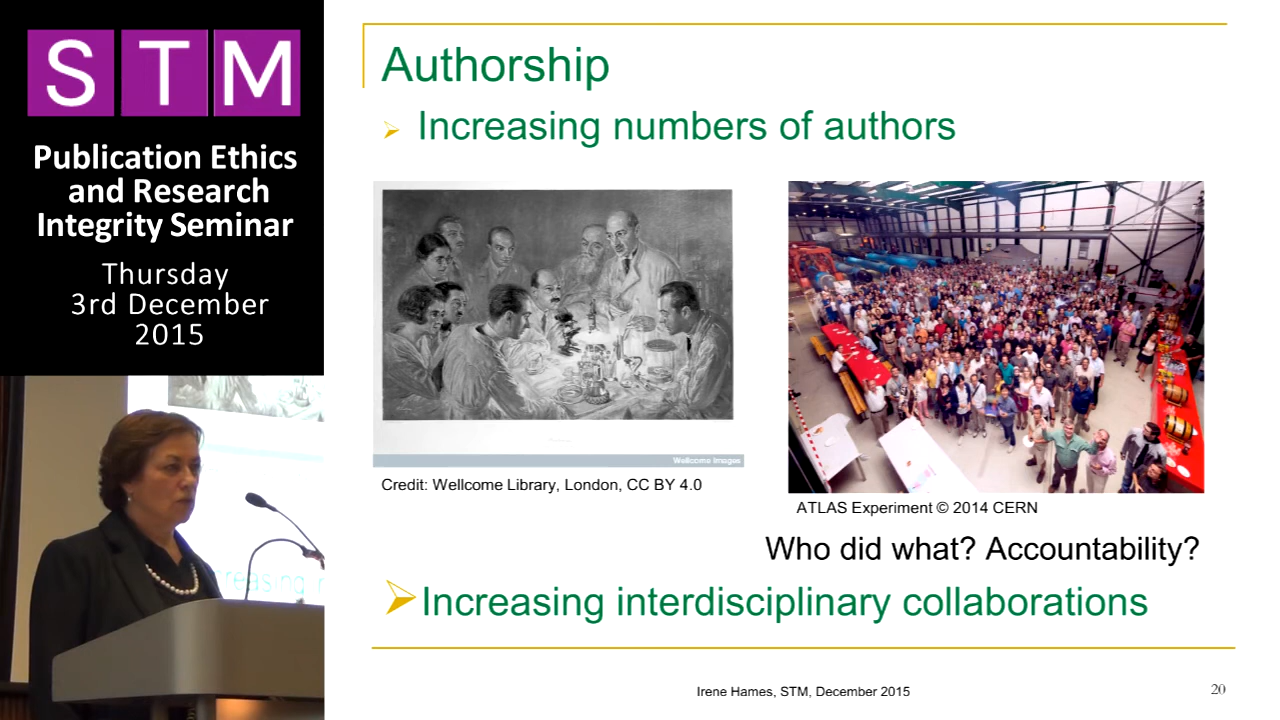 STM
Publication Ethics
and Research
Integrity Seminar
Thursday
3rd December
2015
Authorship
Increasing numbers of authors
Wellcome Images
Credit: Wellcome Library, London, CC BY 4.0
ATLAS Experiment © 2014 CERN
Who did what? Accountability?
Increasing interdisciplinary collaborations
Irene Hames, STM, December 2015
20